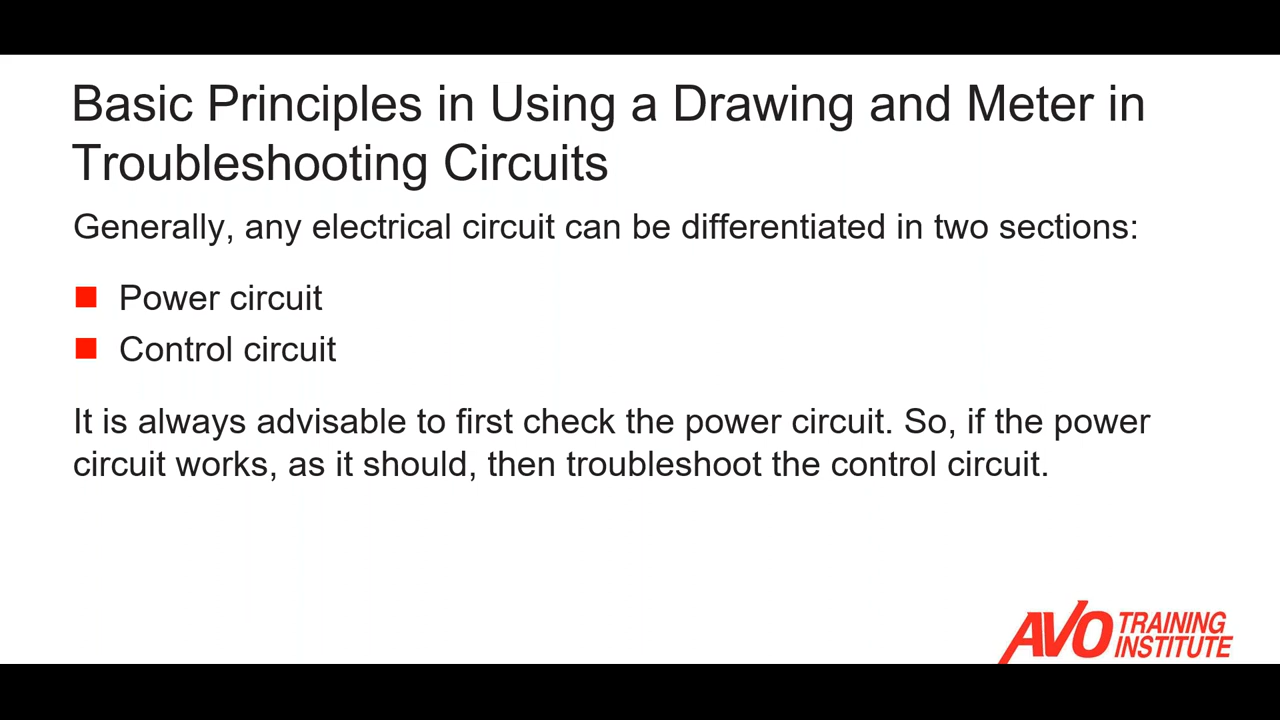 Basic Principles in Using a Drawing and Meter in
Troubleshooting Circuits
Generally, any electrical circuit can be differentiated in two sections:
Power circuit
Control circuit
It is always advisable to first check the power circuit. So, if the power
circuit works, as it should, then troubleshoot the control circuit.
AVO TRAINING
INSTITUTE